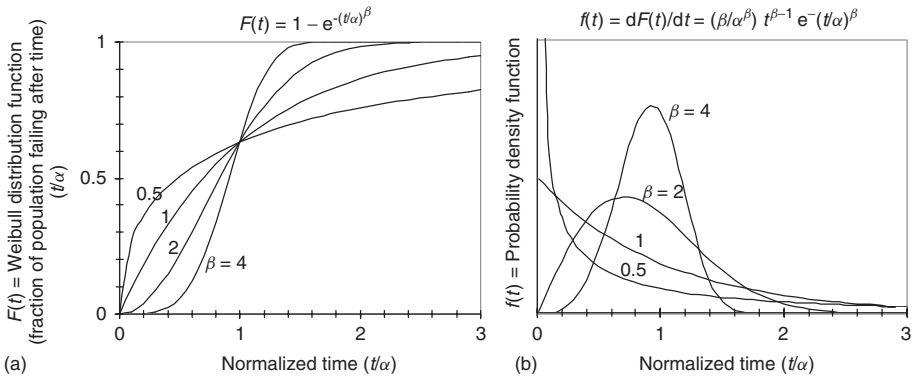 F(t) = 1 – e^-(t/α)^β
F(t) = Weibull distribution function
(fraction of population failing after time)
(t/α)
1
0.5
0
0.5
1
2
β = 4
0
1
2
3
(a)
Normalized time (t/α)
f(t) = dF(t)/dt = (β/α^β) t^β–1 e^–(t/α)^β
f(t) = Probability density function
β = 4
β = 2
1
0.5
0
1
2
3
(b)
Normalized time (t/α)